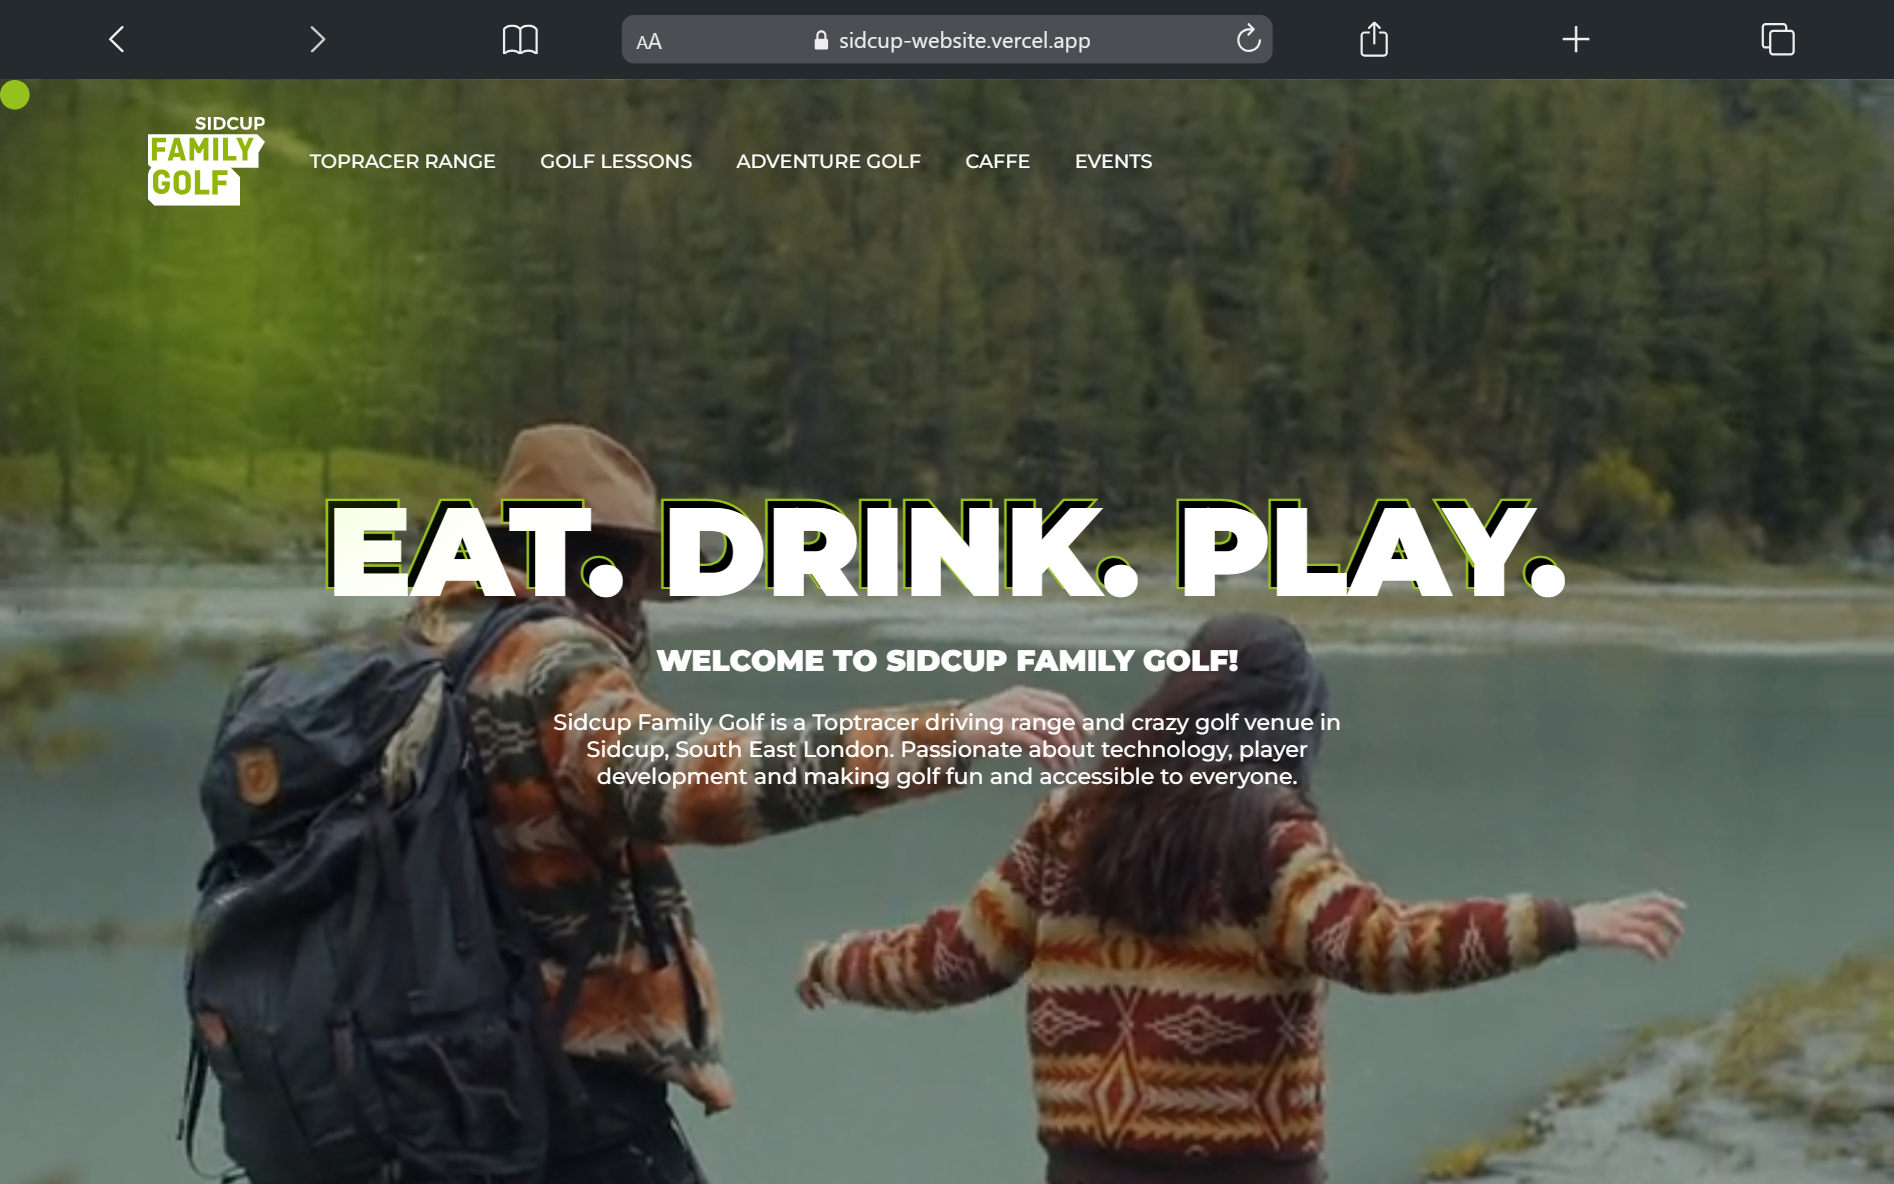 AA
sidcup-website.vercel.app
SIDCUP
FAMILY
GOLF
TOPRACER RANGE
GOLF LESSONS
ADVENTURE GOLF
CAFFE
EVENTS
EAT. DRINK. PLAY.
WELCOME TO SIDCUP FAMILY GOLF!
Sidcup Family Golf is a Toptracer driving range and crazy golf venue in
Sidcup, South East London. Passionate about technology, player
development and making golf fun and accessible to everyone.